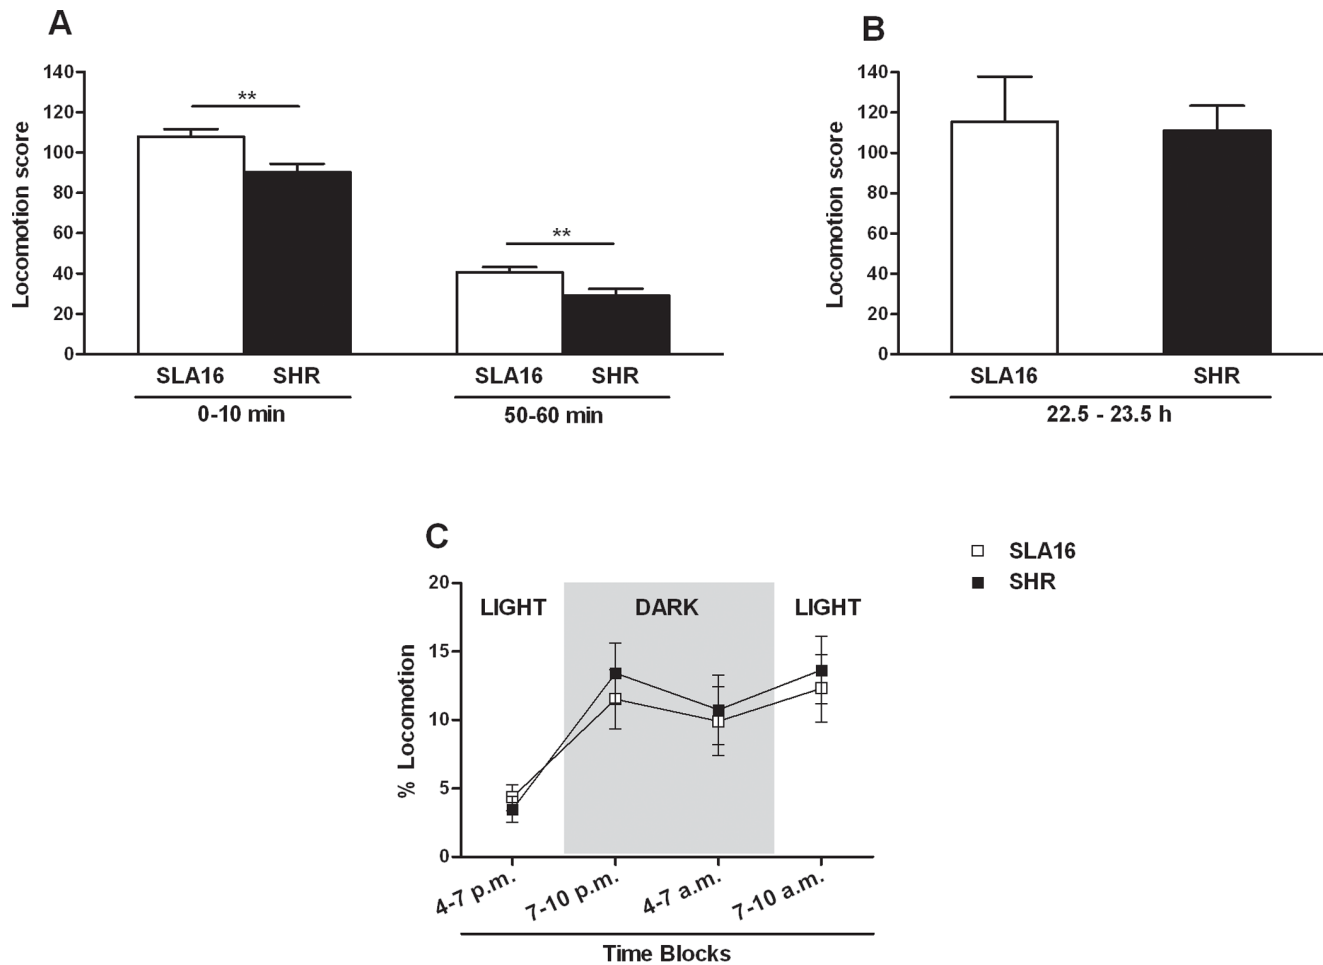 A
Locomotion score
140
120
100
80
60
40
20
0
**
**
SLA16 SHR SLA16 SHR
0-10 min 50-60 min
B
Locomotion score
140
120
100
80
60
40
20
0
SLA16 SHR
22.5 - 23.5 h
C
% Locomotion
20
15
10
5
0
LIGHT DARK LIGHT
4-7 p.m. 7-10 p.m. 4-7 a.m. 7-10 a.m.
Time Blocks
SLA16
SHR